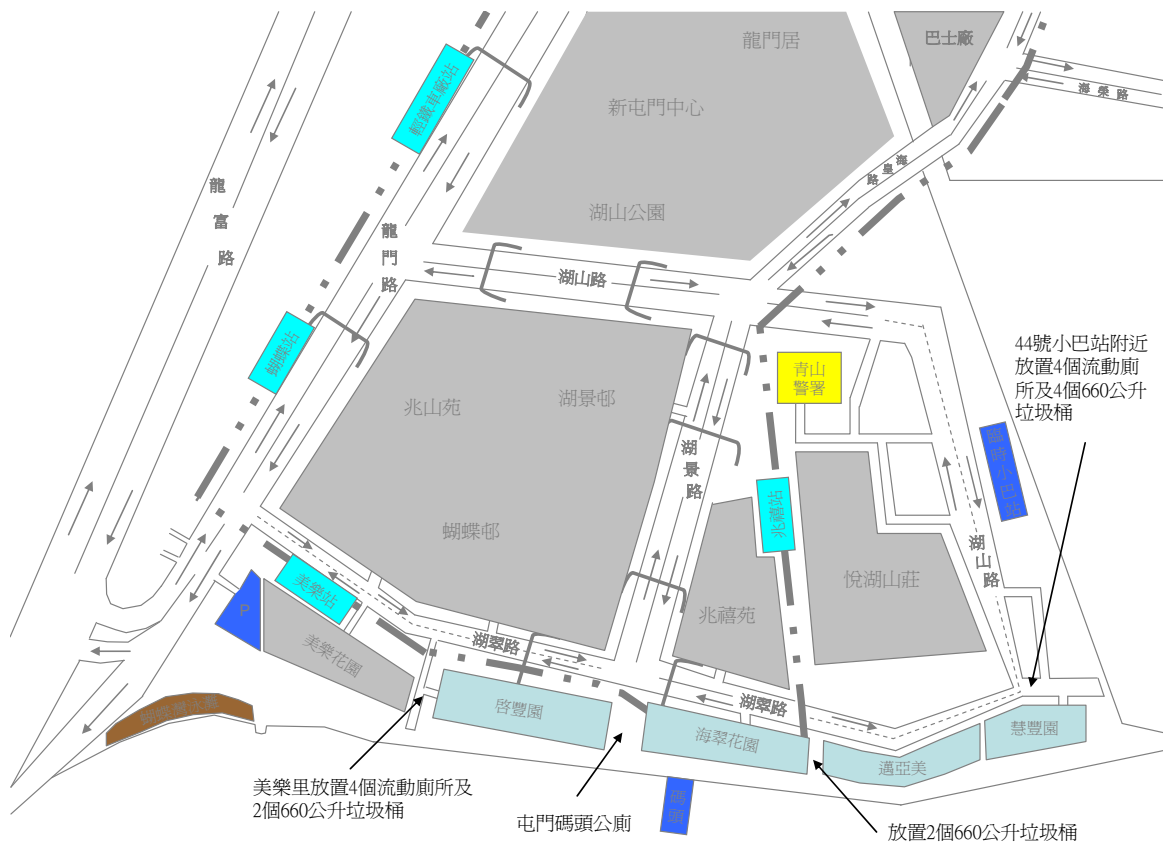 龍門居
巴士廠
新屯門中心
湖山公園
輕鐵車廠站
海榮路
海皇路
龍富路
龍門路
湖山路
蝴蝶站
青山
警署
44號小巴站附近
放置4個流動廁
所及4個660公升
垃圾桶
兆山苑
湖景邨
湖景路
臨時小巴站
兆禧站
蝴蝶邨
悅湖山莊
湖山路
美樂站
P
兆禧苑
湖翠路
美樂花園
湖翠路
啓豐園
海翠花園
慧豐園
邁亞美
碼頭
美樂里放置4個流動廁所及
2個660公升垃圾桶
屯門碼頭公廁
放置2個660公升垃圾桶